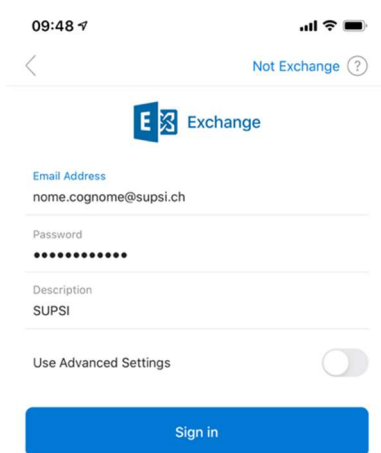 09:48
Not Exchange ?
E Exchange
Email Address
nome.cognome@supsi.ch
Password
••••••••••••
Description
SUPSI
Use Advanced Settings
Sign in